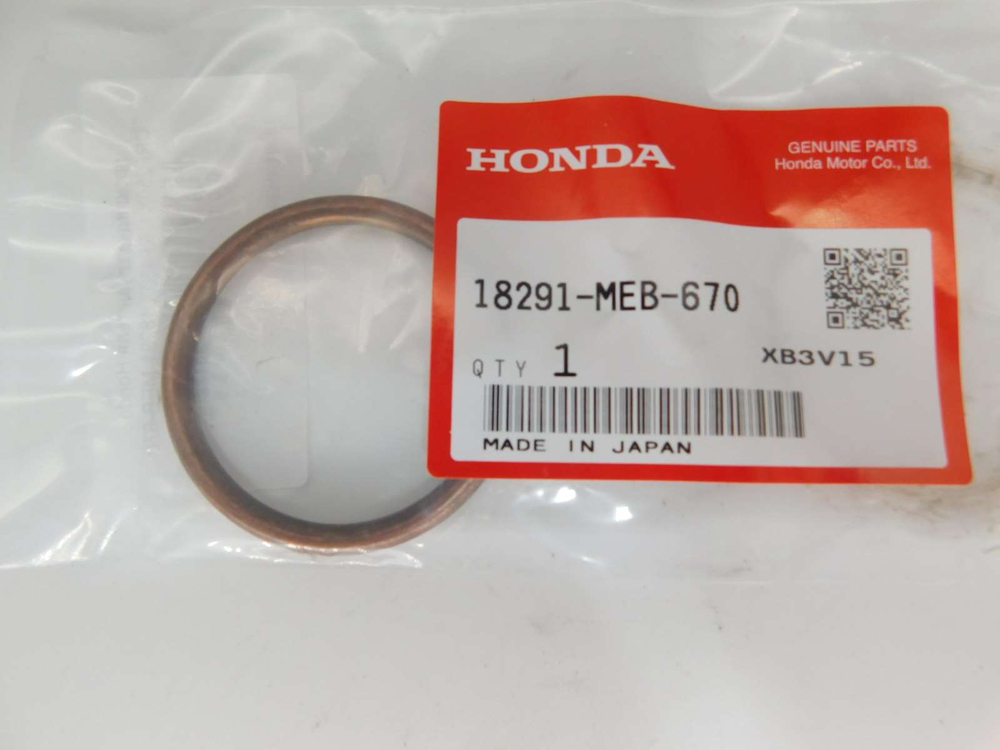 HONDA
GENUINE PARTS
Honda Motor Co., Ltd.
18291-MEB-670
XB3V15
QTY 1
MADE IN JAPAN